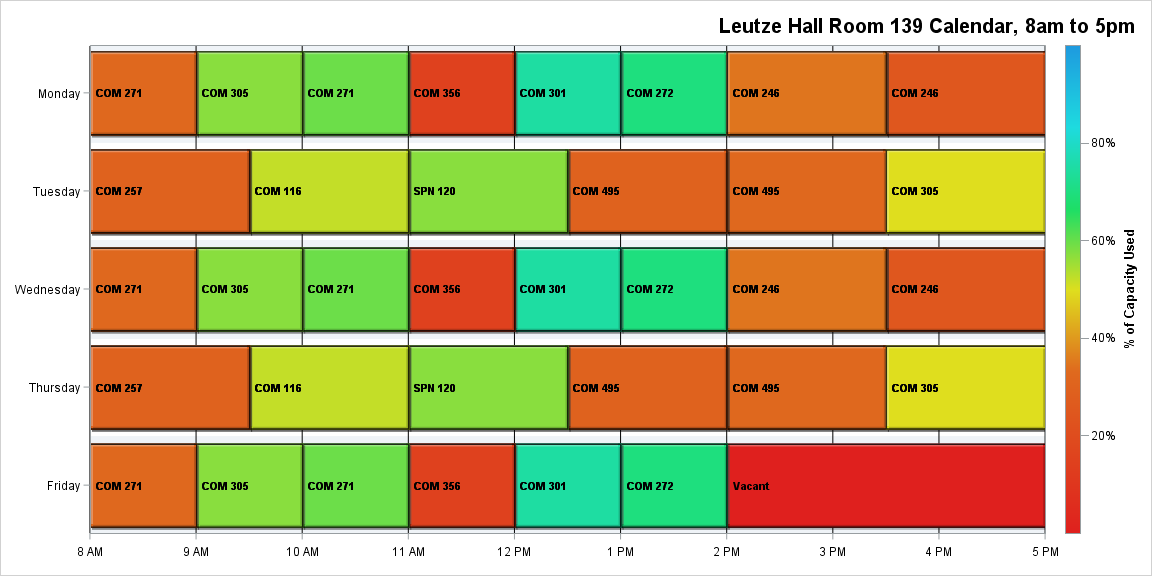 Leutze Hall Room 139 Calendar, 8am to 5pm
Monday
COM 271
COM 305
COM 271
COM 356
COM 301
COM 272
COM 246
COM 246
Tuesday
COM 257
COM 116
SPN 120
COM 495
COM 495
COM 305
Wednesday
COM 271
COM 305
COM 271
COM 356
COM 301
COM 272
COM 246
COM 246
Thursday
COM 257
COM 116
SPN 120
COM 495
COM 495
COM 305
Friday
COM 271
COM 305
COM 271
COM 356
COM 301
COM 272
Vacant
8 AM
9 AM
10 AM
11 AM
12 PM
1 PM
2 PM
3 PM
4 PM
5 PM
80%
60%
40%
20%
% of Capacity Used